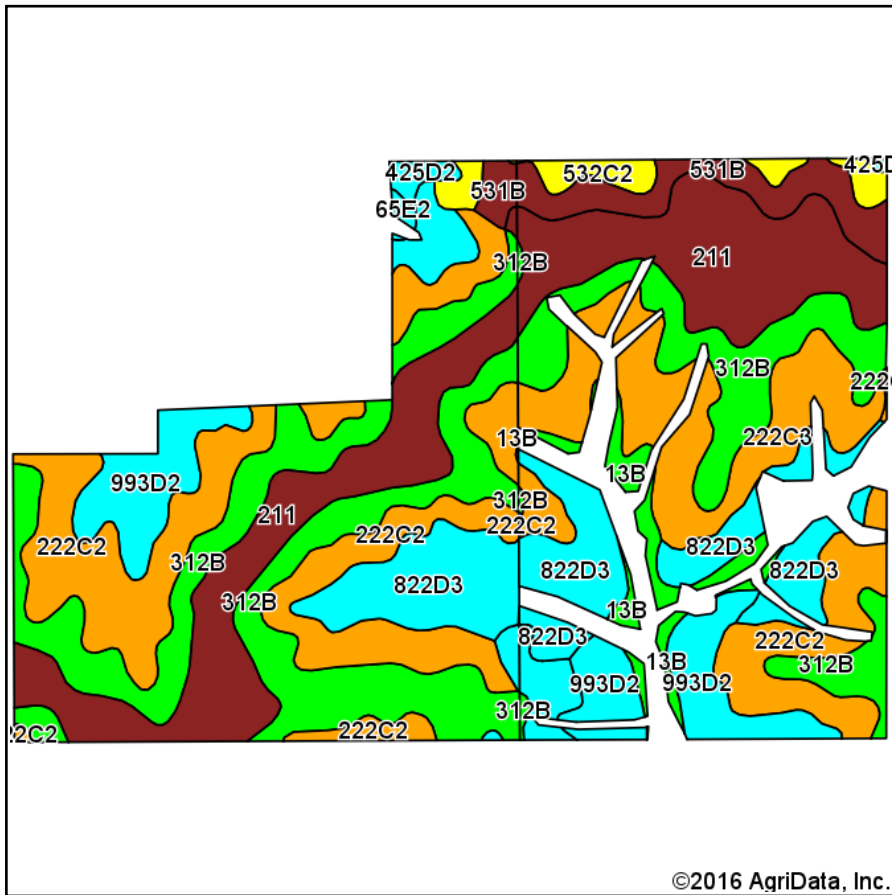 425D2 532C2 531B 425D
531B
65E2
312B 211
312B
222C
13B 222C3
993D2 312B 13B
211 222C2
222C2 222C2 822D3
312B 822D3 822D3
822D3
312B 13B
822D3 222C2
13B 312B
993D2 993D2
312B
22C2 222C2
©2016 AgriData, Inc.